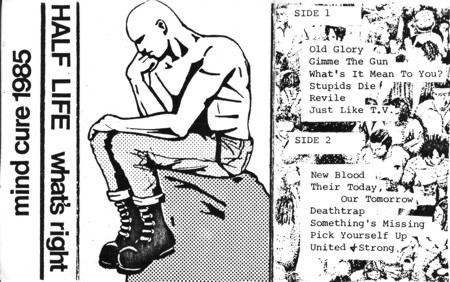 mind cure 1985
HALF LIFE what's right
SIDE 1
Old Glory
Gimme The Gun
What's It Mean To You?
Stupids Die
Revile
Just Like T.V.
SIDE 2
New Blood
Their Today,
Our Tomorrow
Deathtrap
Something's Missing
Pick Yourself Up
United & Strong